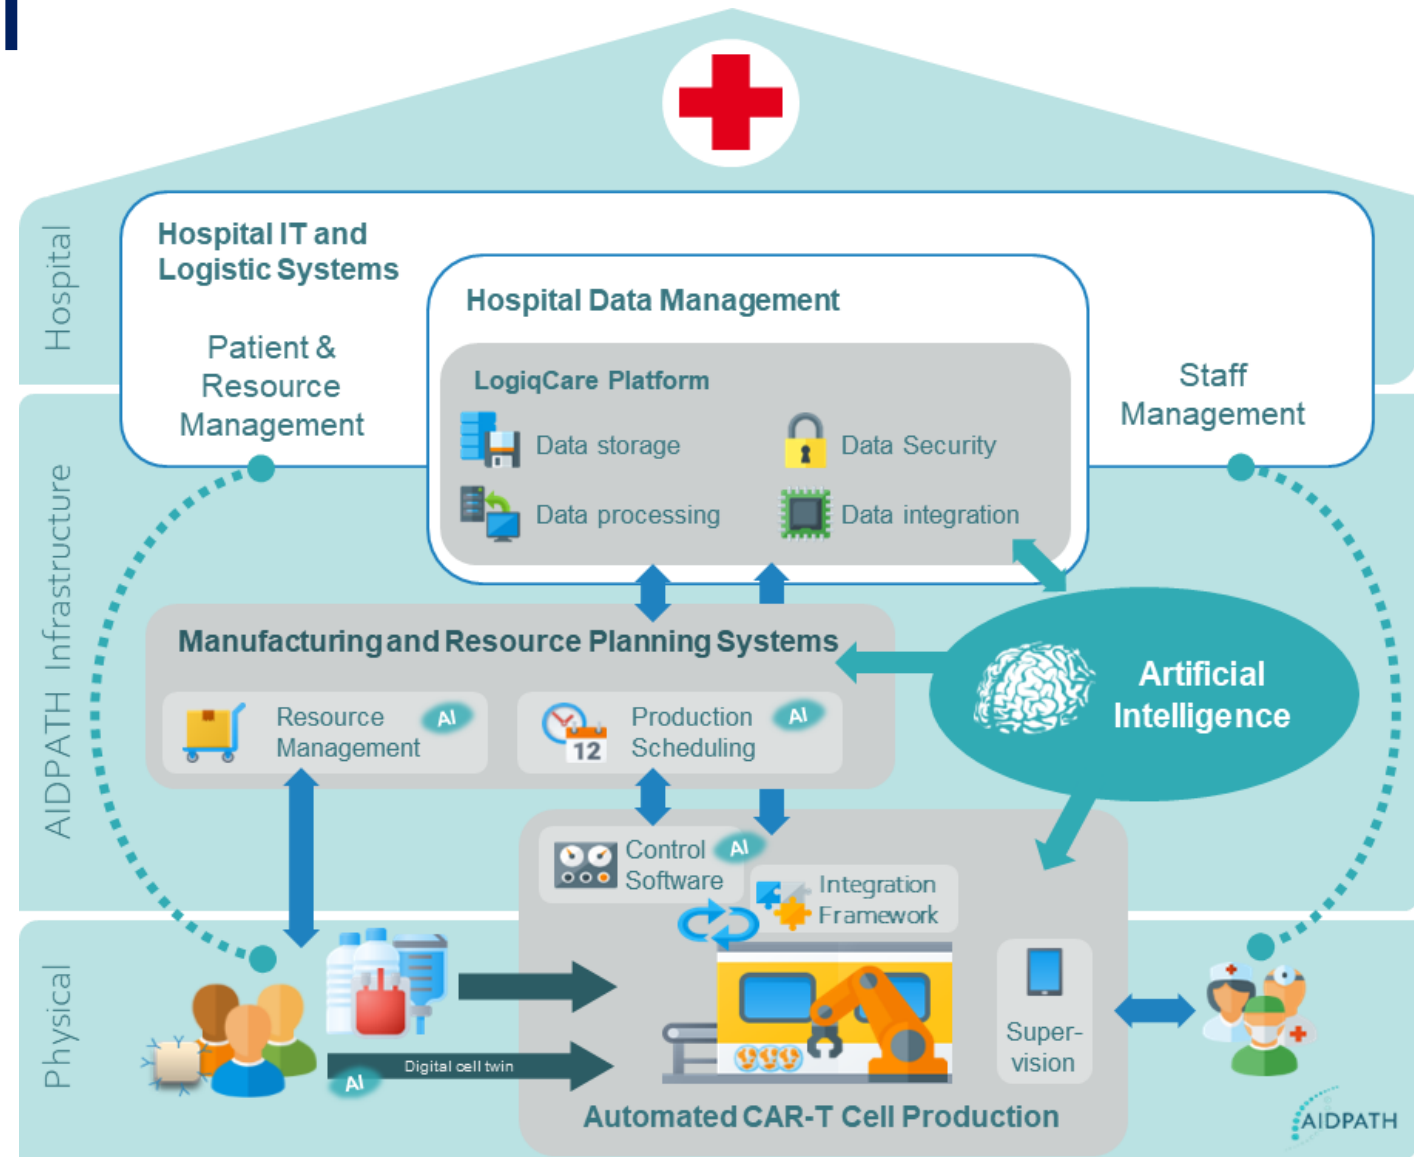 Hospital
Hospital IT and
Logistic Systems
Patient &
Resource
Management
Hospital Data Management
LogiqCare Platform
Data storage
Data Security
Data processing
Data integration
Staff
Management
AIDPATH Infrastructure
Manufacturing and Resource Planning Systems
Resource
Management
AI
12
Production
Scheduling
AI
Artificial
Intelligence
Control
Software
AI
Integration
Framework
Physical
Digital cell twin
AI
Super-
vision
Automated CAR-T Cell Production
AIDPATH